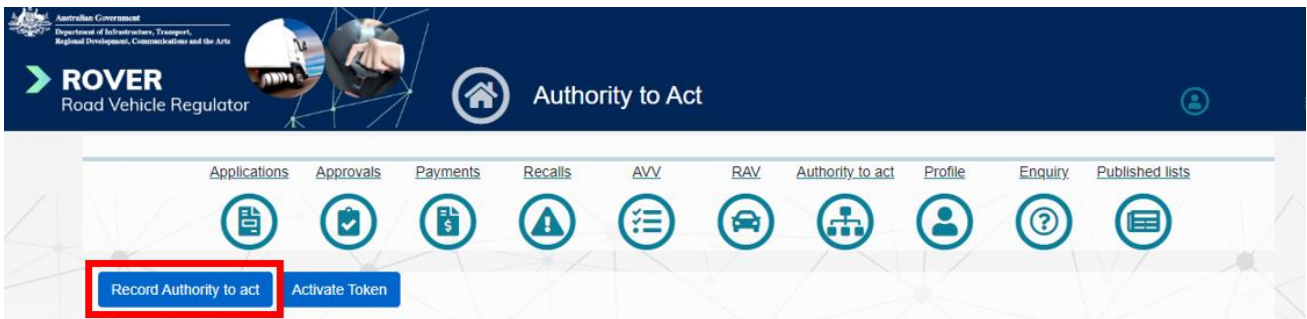 Australian Government
Department of Infrastructure, Transport,
Regional Development, Communications and the Arts
ROVER
Road Vehicle Regulator
Authority to Act
Applications Approvals Payments Recalls AVV RAV Authority to act Profile Enquiry Published lists
Record Authority to act Activate Token